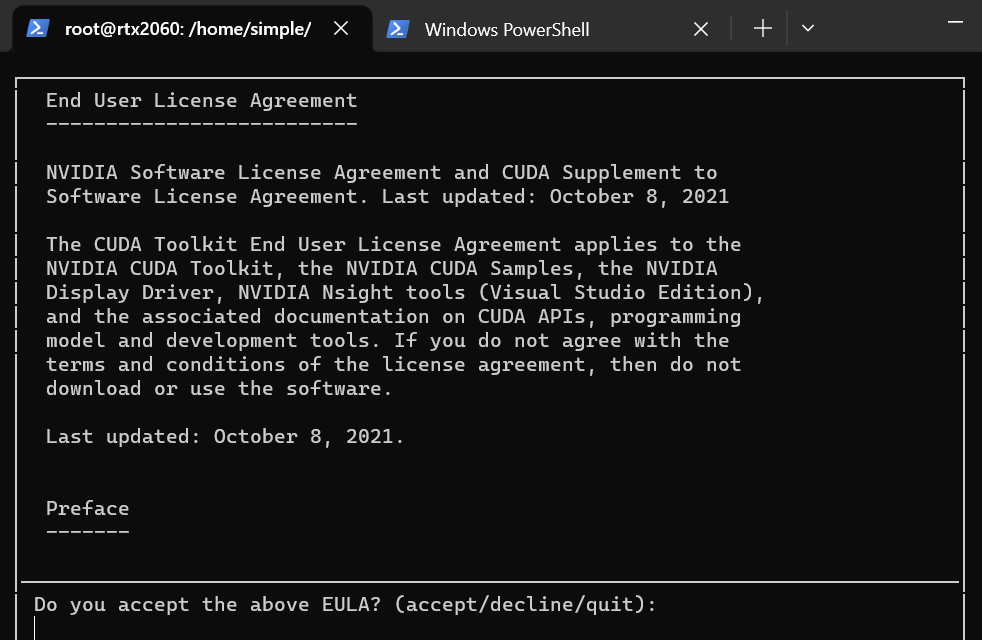 root@rtx2060: /home/simple/
Windows PowerShell
End User License Agreement
--------------------------
NVIDIA Software License Agreement and CUDA Supplement to
Software License Agreement. Last updated: October 8, 2021
The CUDA Toolkit End User License Agreement applies to the
NVIDIA CUDA Toolkit, the NVIDIA CUDA Samples, the NVIDIA
Display Driver, NVIDIA Nsight tools (Visual Studio Edition),
and the associated documentation on CUDA APIs, programming
model and development tools. If you do not agree with the
terms and conditions of the license agreement, then do not
download or use the software.
Last updated: October 8, 2021.
Preface
-------
Do you accept the above EULA? (accept/decline/quit):